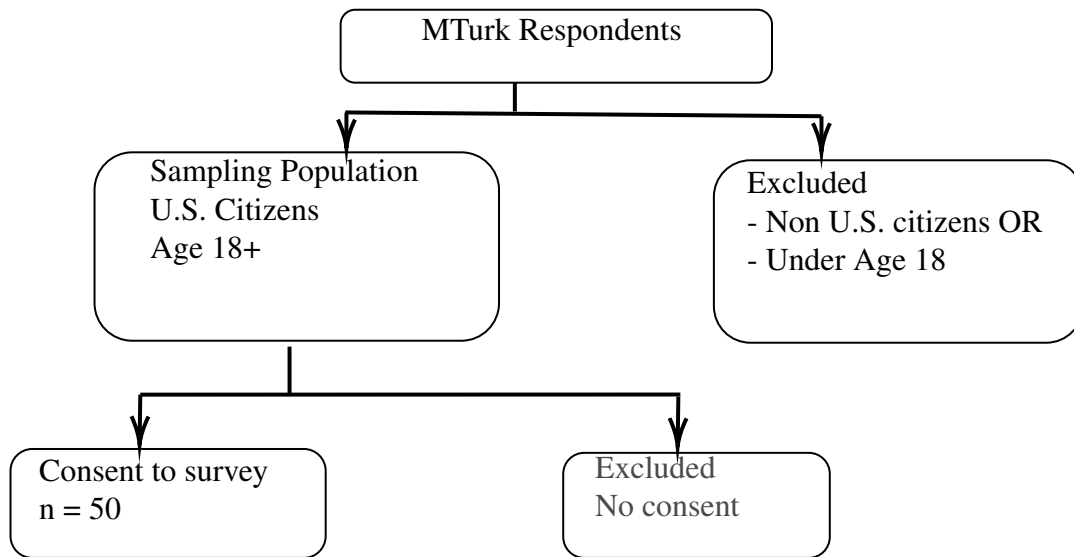 MTurk Respondents
Sampling Population
U.S. Citizens
Age 18+
Excluded
- Non U.S. citizens OR
- Under Age 18
Consent to survey
n = 50
Excluded
No consent